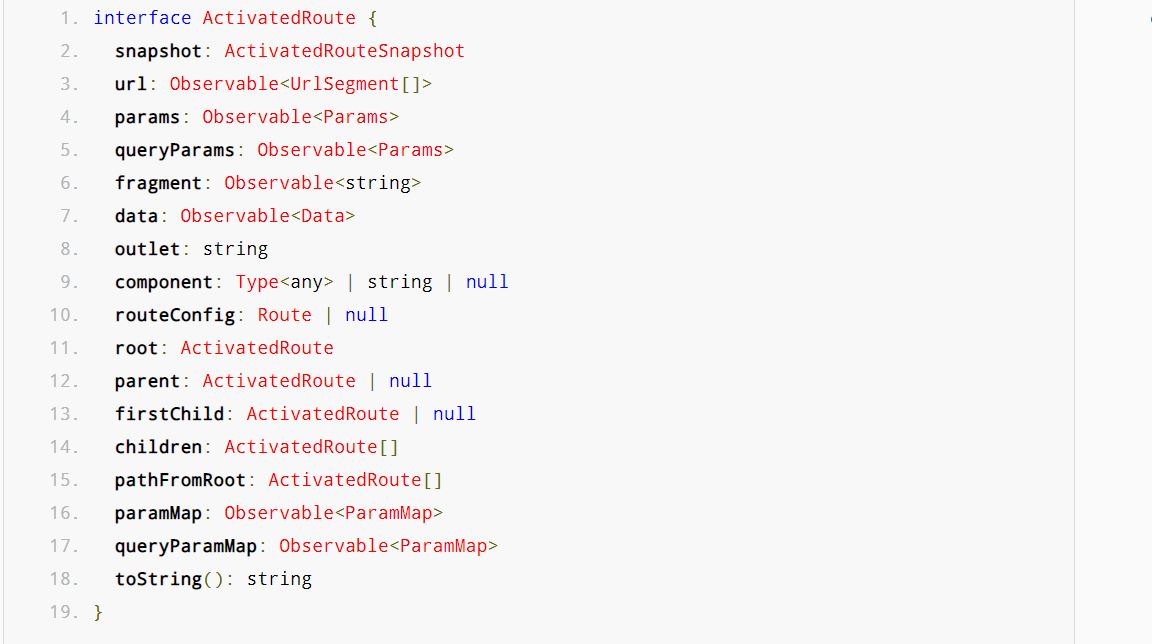 1. interface ActivatedRoute {
2. snapshot: ActivatedRouteSnapshot
3. url: Observable<UrlSegment[]>
4. params: Observable<Params>
5. queryParams: Observable<Params>
6. fragment: Observable<string>
7. data: Observable<Data>
8. outlet: string
9. component: Type<any> | string | null
10. routeConfig: Route | null
11. root: ActivatedRoute
12. parent: ActivatedRoute | null
13. firstChild: ActivatedRoute | null
14. children: ActivatedRoute[]
15. pathFromRoot: ActivatedRoute[]
16. paramMap: Observable<ParamMap>
17. queryParamMap: Observable<ParamMap>
18. toString(): string
19. }